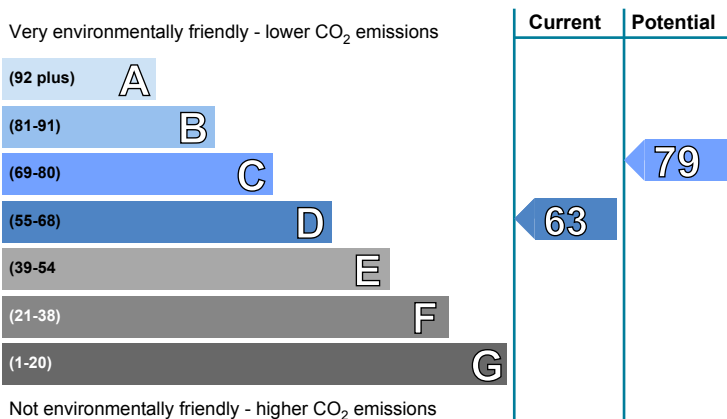 Very environmentally friendly - lower CO₂ emissions
Current
Potential
(92 plus) A
(81-91) B
(69-80) C
79
(55-68) D
63
(39-54 E
(21-38) F
(1-20) G
Not environmentally friendly - higher CO₂ emissions